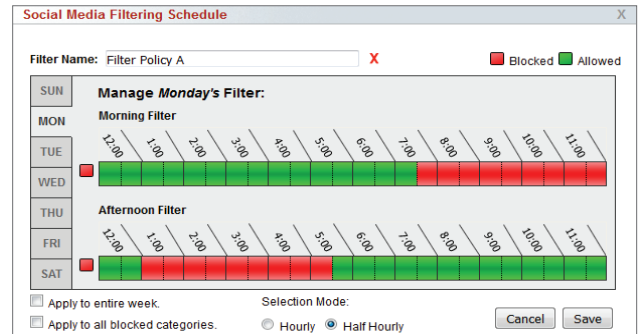 Social Media Filtering Schedule X
Filter Name: Filter Policy A X Blocked Allowed
SUN
Manage Monday's Filter:
MON
Morning Filter
12:00 1:00 2:00 3:00 4:00 5:00 6:00 7:00 8:00 9:00 10:00 11:00
TUE
WED
THU
Afternoon Filter
12:00 1:00 2:00 3:00 4:00 5:00 6:00 7:00 8:00 9:00 10:00 11:00
FRI
SAT
Apply to entire week. Selection Mode:
Apply to all blocked categories. Hourly Half Hourly Cancel Save